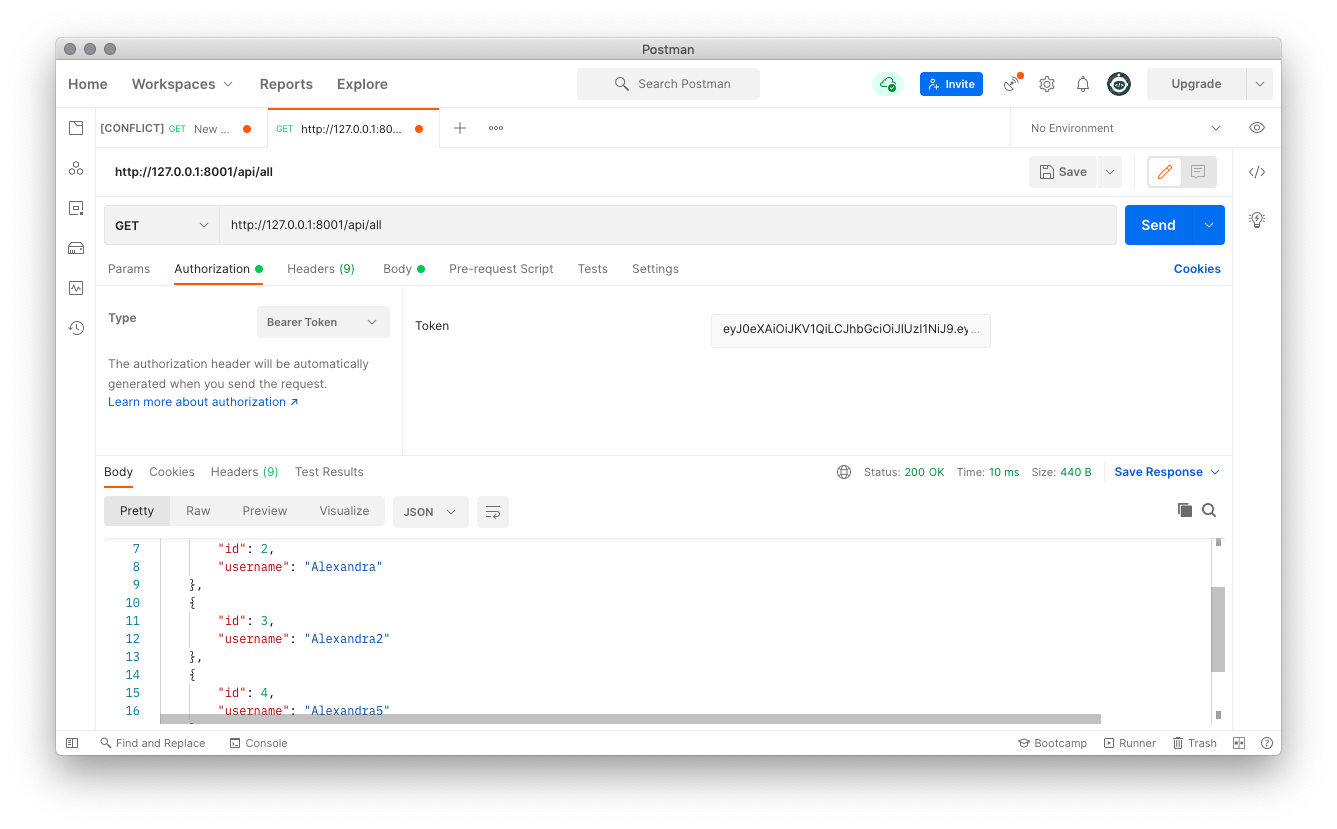 Postman
Home Workspaces Reports Explore Search Postman Invite Upgrade
[CONFLICT] GET New ... GET http://127.0.0.1:80... No Environment
http://127.0.0.1:8001/api/all Save
GET http://127.0.0.1:8001/api/all Send
Params Authorization Headers (9) Body Pre-request Script Tests Settings Cookies
Type Bearer Token Token eyJ0eXAiOiJKV1QiLCJhbGciOiJIUzI1NiJ9.ey...
The authorization header will be automatically
generated when you send the request.
Learn more about authorization ↗
Body Cookies Headers (9) Test Results Status: 200 OK Time: 10 ms Size: 440 B Save Response
Pretty Raw Preview Visualize JSON
7 "id": 2,
8 "username": "Alexandra"
9 },
10 {
11 "id": 3,
12 "username": "Alexandra2"
13 },
14 {
15 "id": 4,
16 "username": "Alexandra5"
Find and Replace Console Bootcamp Runner Trash